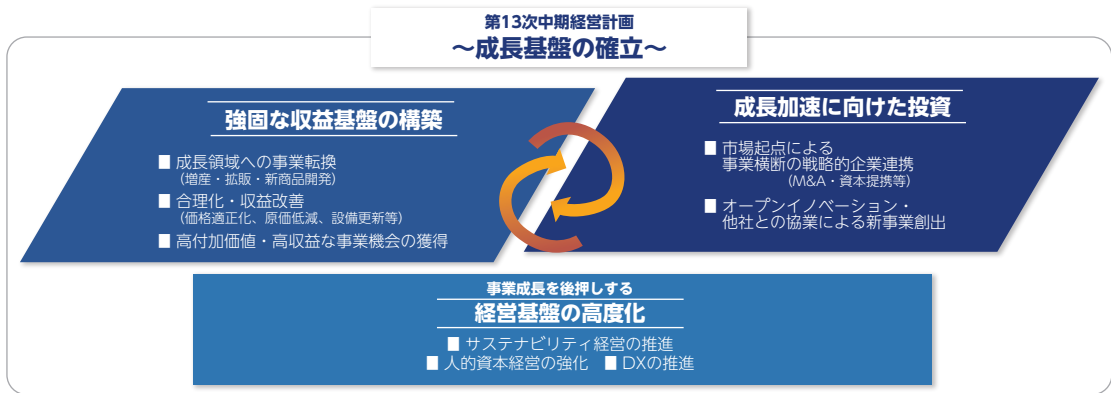 第13次中期経営計画
～成長基盤の確立～
強固な収益基盤の構築
■ 成長領域への事業転換
（増産・拡販・新商品開発）
■ 合理化・収益改善
（価格適正化、原価低減、設備更新等）
■ 高付加価値・高収益な事業機会の獲得
成長加速に向けた投資
■ 市場起点による
事業横断の戦略的企業連携
（M&A・資本提携等）
■ オープンイノベーション・
他社との協業による新事業創出
事業成長を後押しする
経営基盤の高度化
■ サステナビリティ経営の推進
■ 人的資本経営の強化 ■ DXの推進